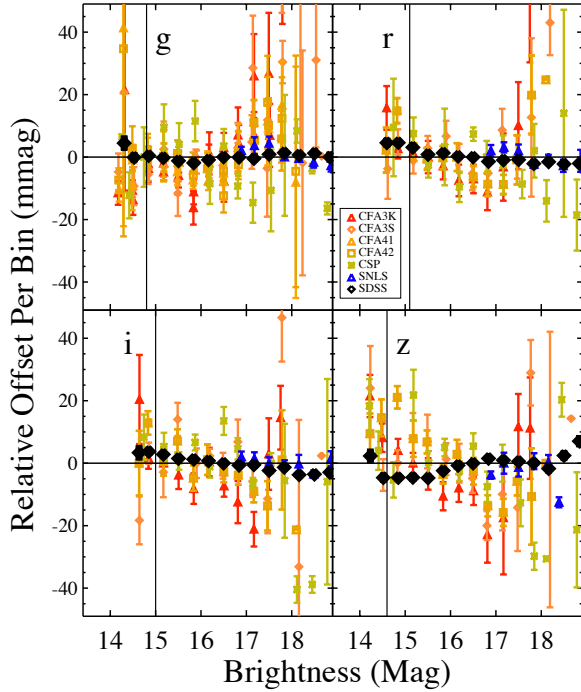 Relative Offset Per Bin (mmag)
g
r
40
20
0
-20
-40
CFA3K
CFA3S
CFA41
CFA42
CSP
SNLS
SDSS
i
z
40
20
0
-20
-40
14 15 16 17 18
14 15 16 17 18
Brightness (Mag)